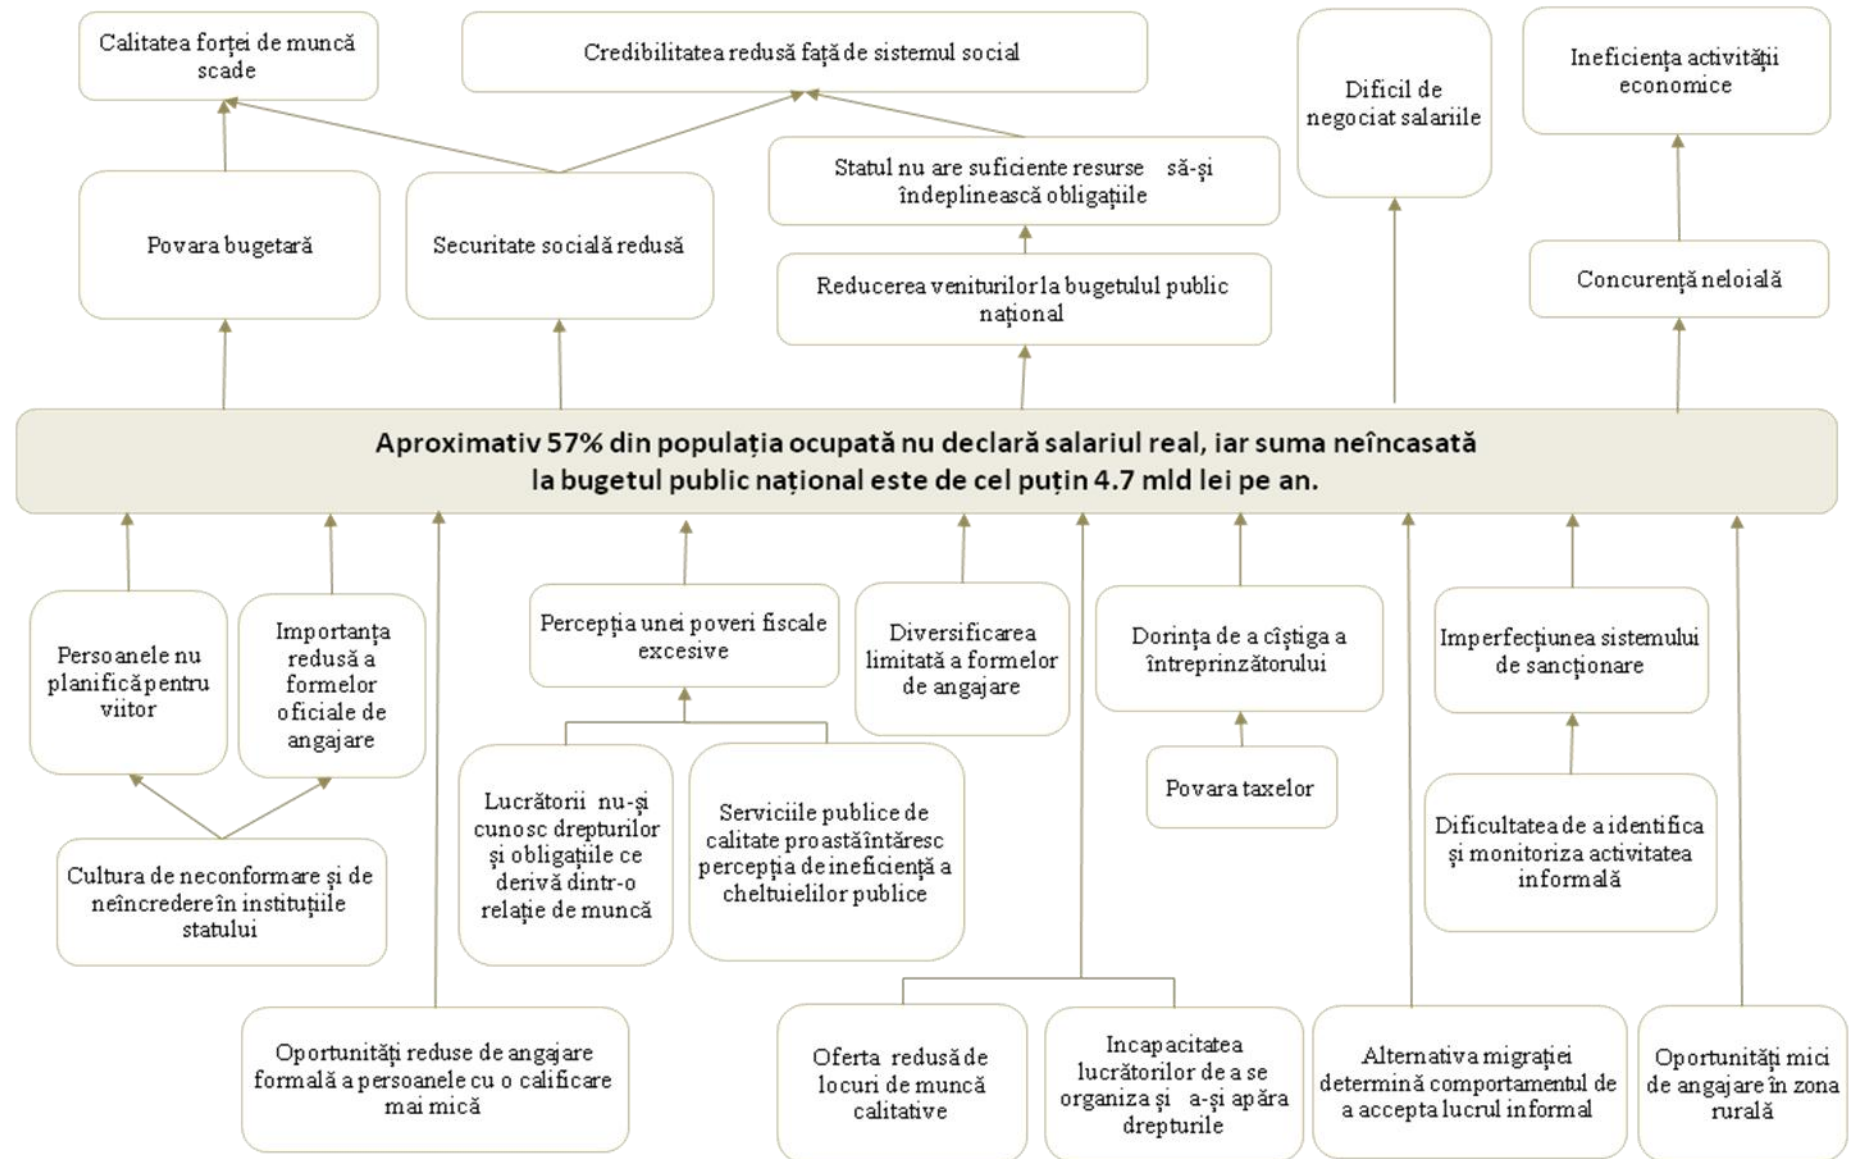 Calitatea forței de muncă
scade
Credibilitatea redusă față de sistemul social
Dificil de
negociat salariile
Ineficiența activității
economice
Statul nu are suficiente resurse să-și
îndeplinească obligațiile
Povara bugetară
Securitate socială redusă
Reducerea veniturilor la bugetulul public
național
Concurență neloială
Aproximativ 57% din populația ocupată nu declară salariul real, iar suma neîncasată
la bugetul public național este de cel puțin 4.7 mld lei pe an.
Persoanele nu
planifică pentru
viitor
Importanța
redusă a
formelor
oficiale de
angajare
Percepția unei poveri fiscale
excesive
Diversificarea
limitată a formelor
de angajare
Dorința de a cîștiga a
întreprinzătorului
Imperfecțiunea sistemului
de sancționare
Cultura de neconformare și de
neîncredere în instituțiile
statului
Lucrătorii nu-și
cunosc drepturilor
și obligațiile ce
derivă dintr-o
relație de muncă
Serviciile publice de
calitate proastă întăresc
percepția de ineficiență a
cheltuielilor publice
Povara taxelor
Dificultatea de a identifica
și monitoriza activitatea
informală
Oportunități reduse de angajare
formală a persoanele cu o calificare
mai mică
Oferta redusă de
locuri de muncă
calitative
Incapacitatea
lucrătorilor de a se
organiza și a-și apăra
drepturile
Alternativa migrației
determină comportamentul de
a accepta lucrul informal
Oportunități mici
de angajare în zona
rurală